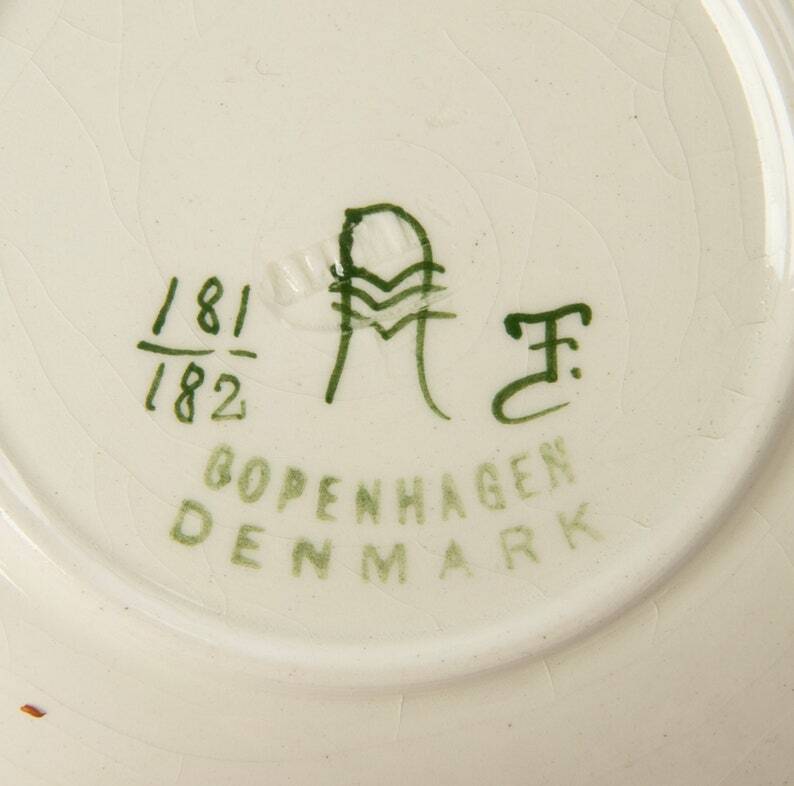 181
182
F.
COPENHAGEN
DENMARK